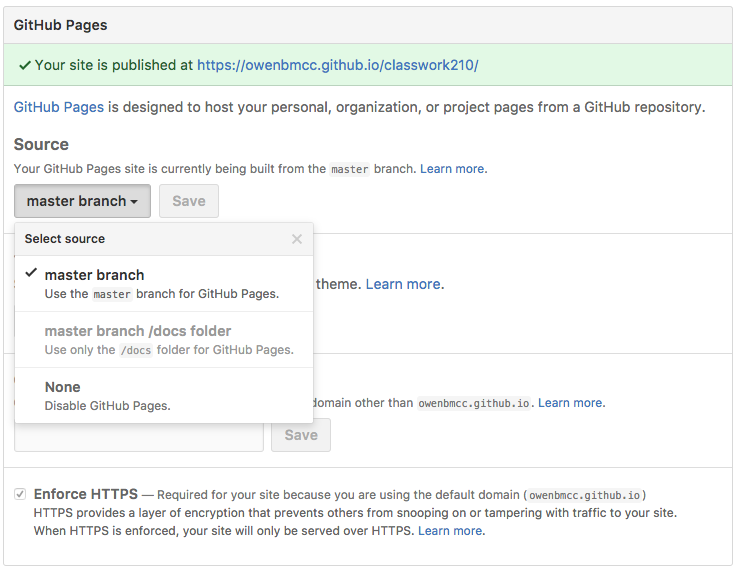 GitHub Pages
Your site is published at https://owenbmcc.github.io/classwork210/
GitHub Pages is designed to host your personal, organization, or project pages from a GitHub repository.
Source
Your GitHub Pages site is currently being built from the master branch. Learn more.
master branch
Save
Select source
master branch
Use the master branch for GitHub Pages.
theme. Learn more.
master branch /docs folder
Use only the /docs folder for GitHub Pages.
None
Disable GitHub Pages.
domain other than owenbmcc.github.io. Learn more.
Save
Enforce HTTPS — Required for your site because you are using the default domain (owenbmcc.github.io)
HTTPS provides a layer of encryption that prevents others from snooping on or tampering with traffic to your site.
When HTTPS is enforced, your site will only be served over HTTPS. Learn more.